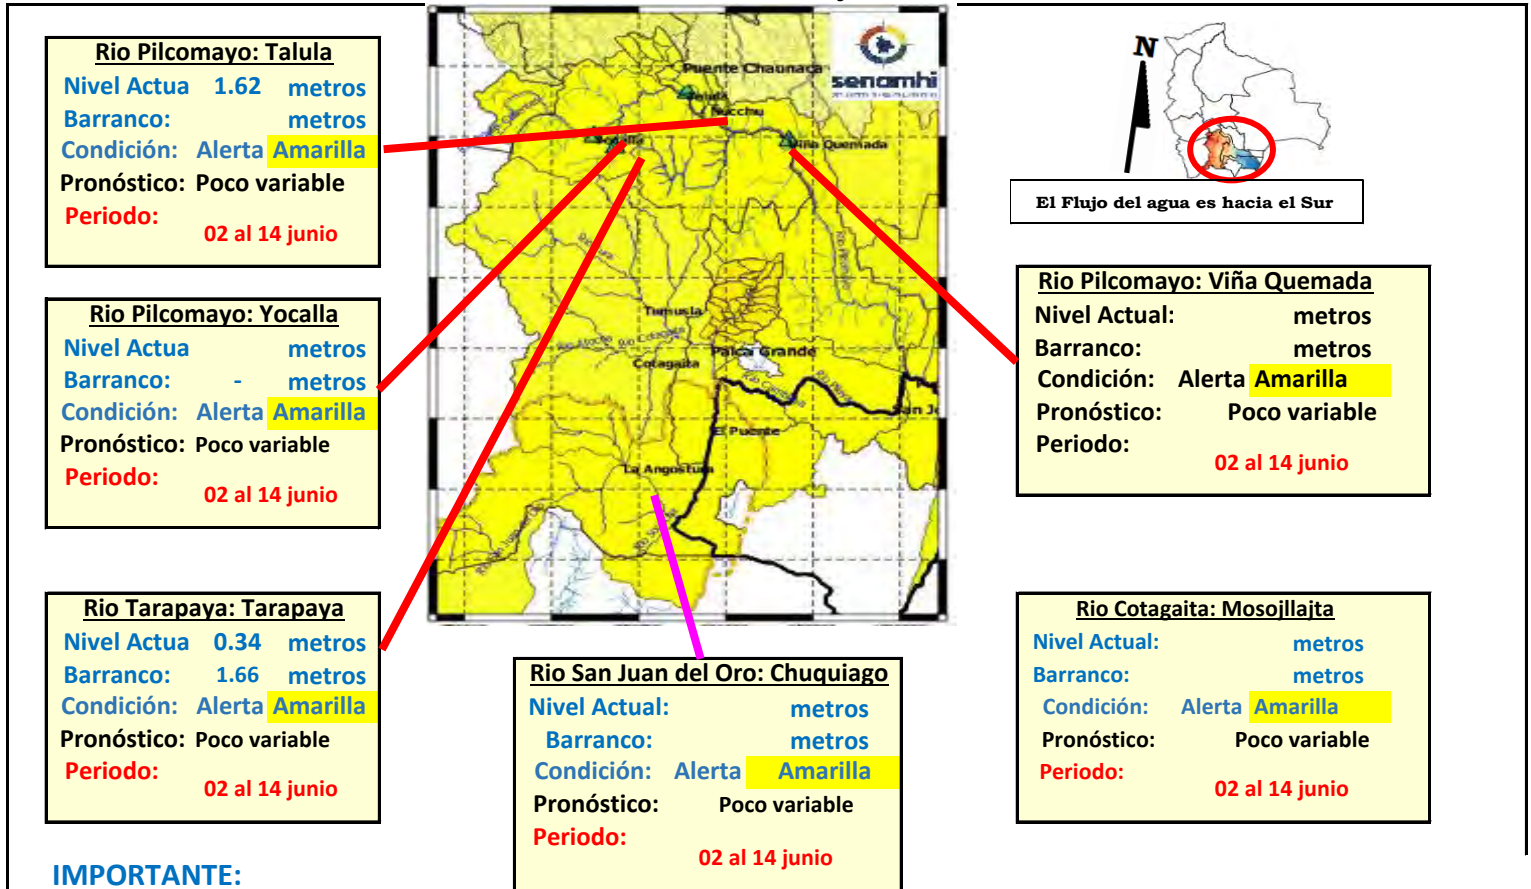 Rio Pilcomayo: Talula
Nivel Actua 1.62 metros
Barranco: metros
Condición: Alerta Amarilla
Pronóstico: Poco variable
Periodo:
02 al 14 junio
Rio Pilcomayo: Yocalla
Nivel Actua metros
Barranco: - metros
Condición: Alerta Amarilla
Pronóstico: Poco variable
Periodo:
02 al 14 junio
Rio Tarapaya: Tarapaya
Nivel Actua 0.34 metros
Barranco: 1.66 metros
Condición: Alerta Amarilla
Pronóstico: Poco variable
Periodo:
02 al 14 junio
senamhi
Puente Chaunaca
Viña Quemada
Tumusla
Rio Cotagaita
Cotagaita
Palca Grande
El Puente
La Angostura
San J
Rio San Juan del Oro: Chuquiago
Nivel Actual: metros
Barranco: metros
Condición: Alerta Amarilla
Pronóstico: Poco variable
Periodo:
02 al 14 junio
N
El Flujo del agua es hacia el Sur
Rio Pilcomayo: Viña Quemada
Nivel Actual: metros
Barranco: metros
Condición: Alerta Amarilla
Pronóstico: Poco variable
Periodo:
02 al 14 junio
Rio Cotagaita: Mosojllajta
Nivel Actual: metros
Barranco: metros
Condición: Alerta Amarilla
Pronóstico: Poco variable
Periodo:
02 al 14 junio
IMPORTANTE: